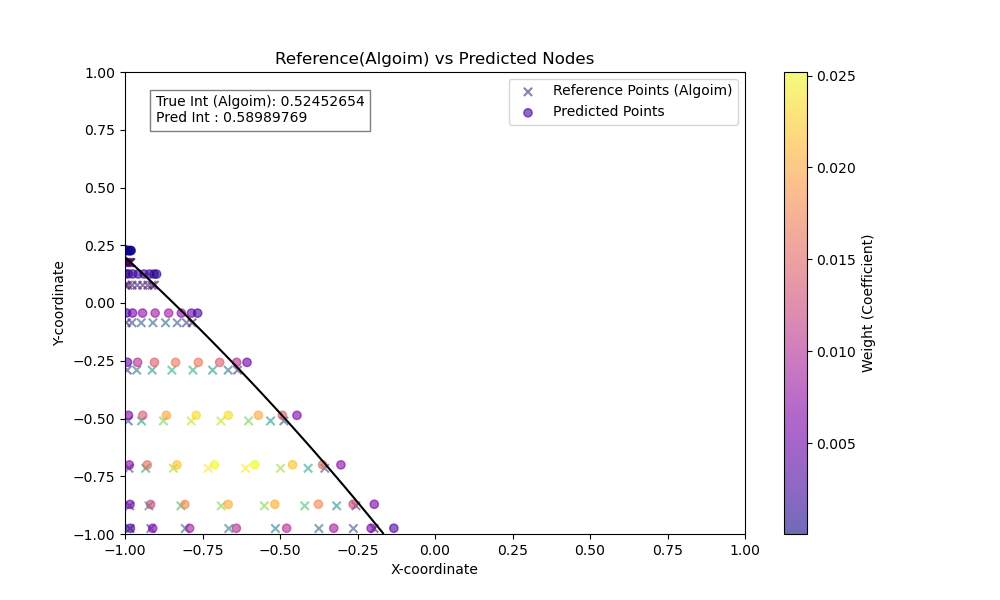 Reference(Algoim) vs Predicted Nodes
True Int (Algoim): 0.52452654
Pred Int : 0.58989769
Reference Points (Algoim)
Predicted Points
1.00
0.75
0.50
0.25
0.00
−0.25
−0.50
−0.75
−1.00
Y-coordinate
−1.00
−0.75
−0.50
−0.25
0.00
0.25
0.50
0.75
1.00
X-coordinate
0.025
0.020
0.015
0.010
0.005
Weight (Coefficient)